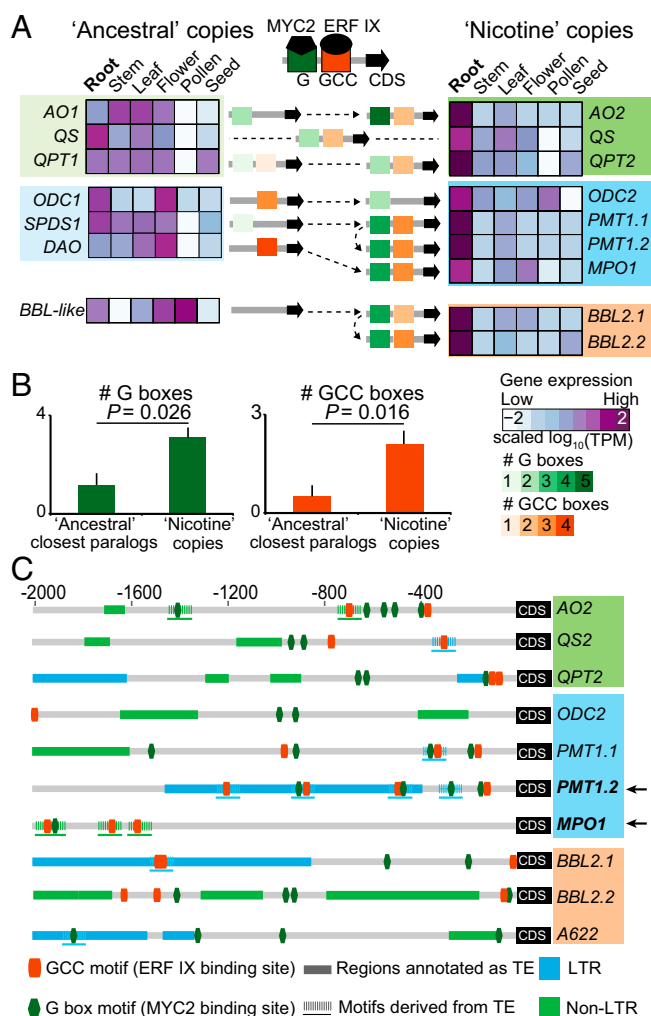 A 'Ancestral' copies MYC2 ERF IX 'Nicotine' copies
G GCC CDS
Root Stem Leaf Flower Pollen Seed Root Stem Leaf Flower Pollen Seed
AO1 AO2
QS QS
QPT1 QPT2
ODC1 ODC2
SPDS1 PMT1.1
DAO PMT1.2
MPO1
BBL-like BBL2.1
BBL2.2
B # G boxes # GCC boxes
P = 0.026 P = 0.016
4 3
0 0
'Ancestral' closest paralogs 'Nicotine' copies 'Ancestral' closest paralogs 'Nicotine' copies
Gene expression
Low High
−2 2
scaled log10(TPM)
# G boxes
1 2 3 4 5
# GCC boxes
1 2 3 4
C
-2000 -1600 -1200 -800 -400
CDS AO2
CDS QS2
CDS QPT2
CDS ODC2
CDS PMT1.1
CDS PMT1.2
CDS MPO1
CDS BBL2.1
CDS BBL2.2
CDS A622
GCC motif (ERF IX binding site) Regions annotated as TE LTR
G box motif (MYC2 binding site) Motifs derived from TE Non-LTR